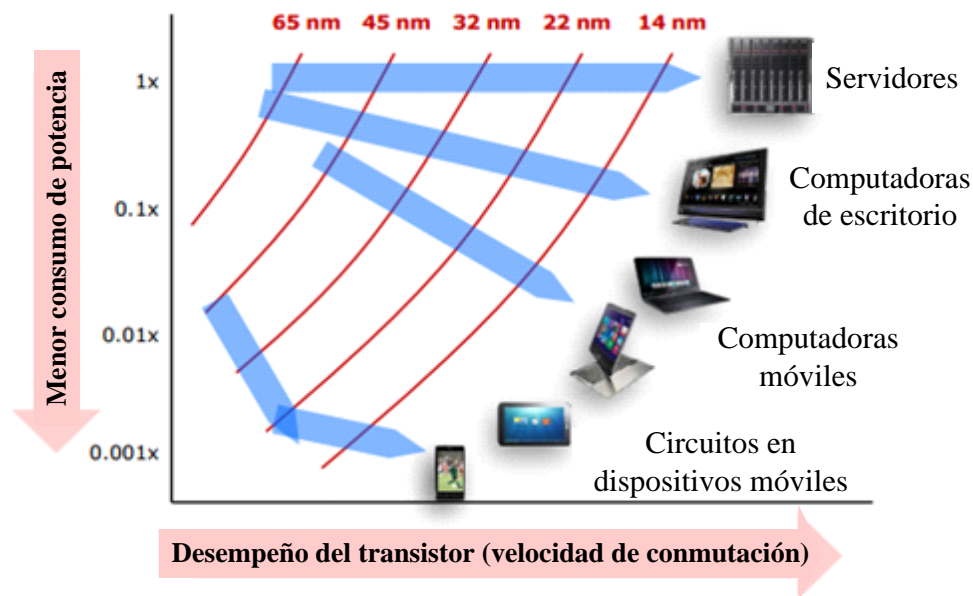 65 nm 45 nm 32 nm 22 nm 14 nm
1x
0.1x
0.01x
0.001x
Menor consumo de potencia
Servidores
Computadoras
de escritorio
Computadoras
móviles
Circuitos en
dispositivos móviles
Desempeño del transistor (velocidad de conmutación)